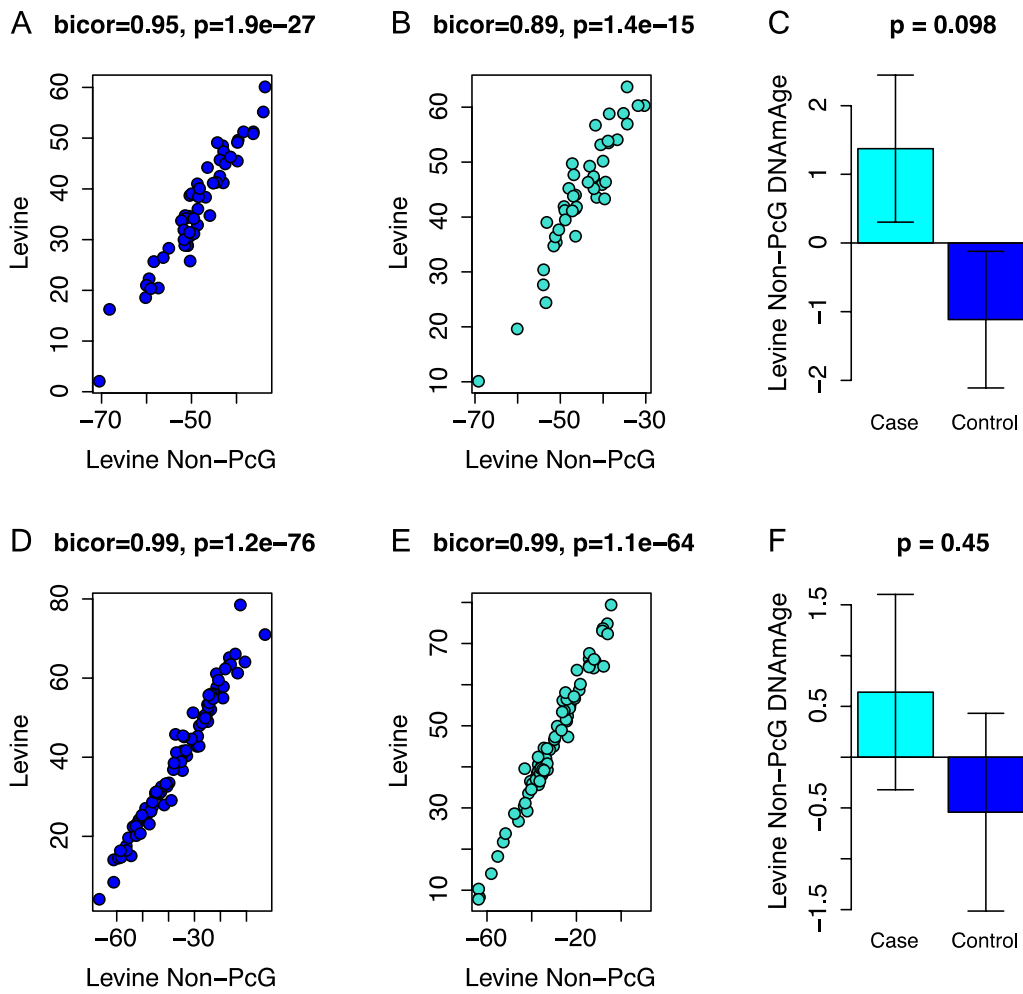 A bicor=0.95, p=1.9e−27
Levine
0 10 20 30 40 50 60
−70 −50
Levine Non−PcG
B bicor=0.89, p=1.4e−15
Levine
10 20 30 40 50 60
−70 −60 −50 −40 −30
Levine Non−PcG
C p = 0.098
Levine Non−PcG DNAmAge
−2 −1 0 1 2
Case Control
D bicor=0.99, p=1.2e−76
Levine
20 40 60 80
−60 −30
Levine Non−PcG
E bicor=0.99, p=1.1e−64
Levine
10 30 50 70
−60 −20
Levine Non−PcG
F p = 0.45
Levine Non−PcG DNAmAge
−1.5 −0.5 0.5 1.5
Case Control